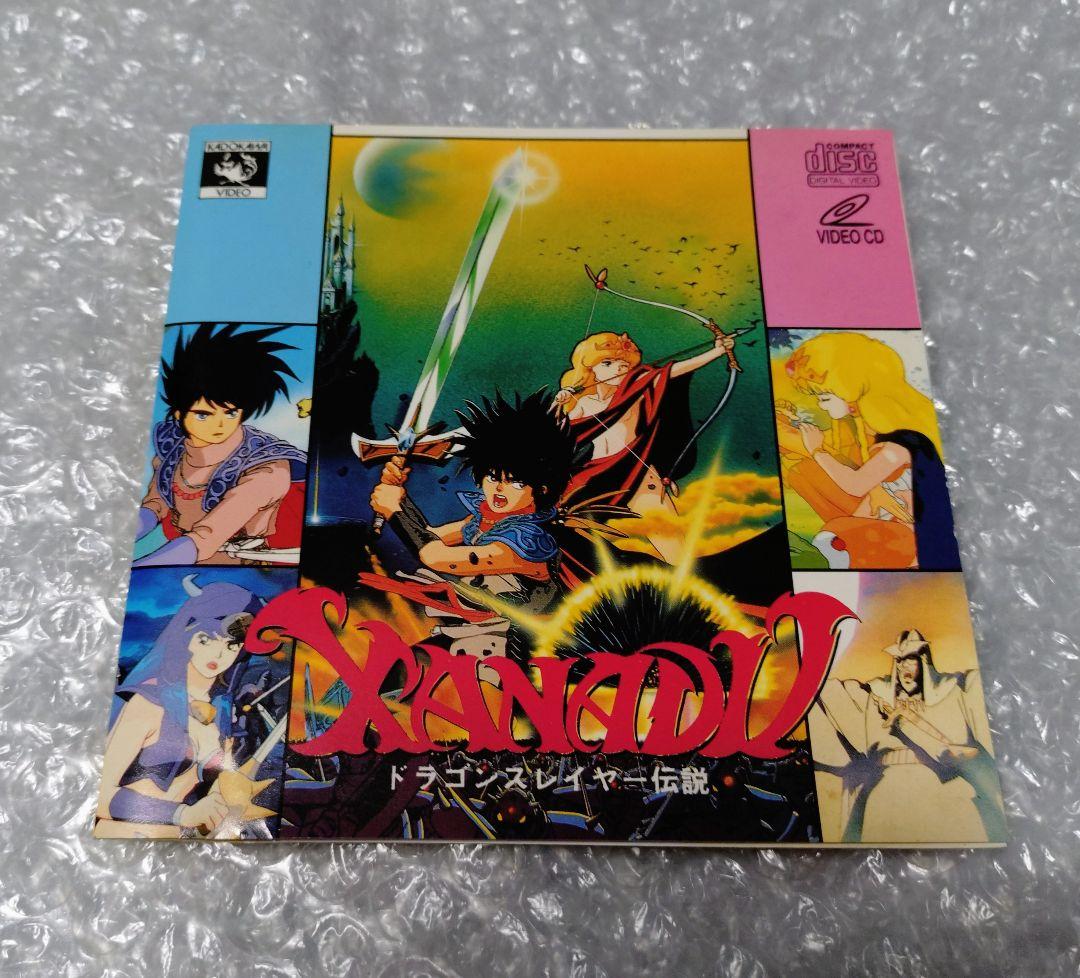 KADOKAWA
VIDEO
COMPACT
disc
DIGITAL VIDEO
VIDEO CD
XANADU
ドラゴンスレイヤー伝説